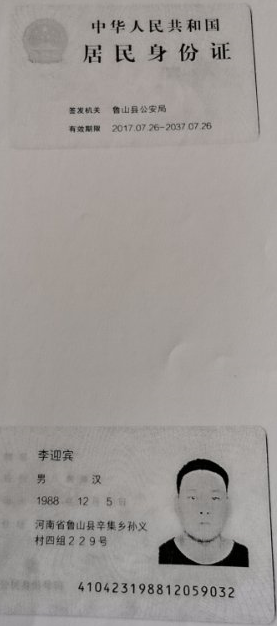 中华人民共和国
居民身份证
签发机关 鲁山县公安局
有效期限 2017.07.26-2037.07.26
李迎宾
男 汉
1988 12 5
河南省鲁山县辛集乡孙义
村四组229号
410423198812059032